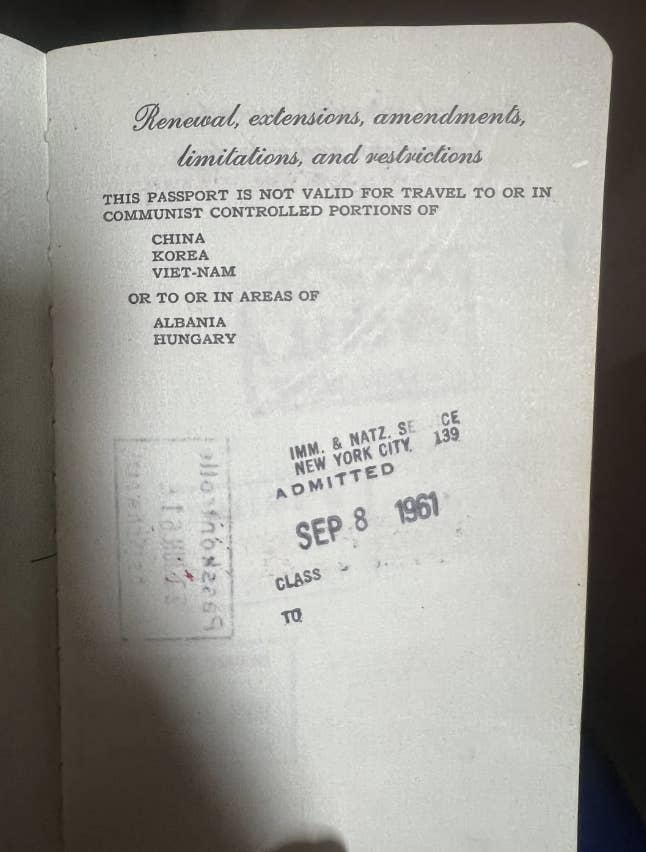 Renewal, extensions, amendments,
limitations, and restrictions
THIS PASSPORT IS NOT VALID FOR TRAVEL TO OR IN
COMMUNIST CONTROLLED PORTIONS OF
CHINA
KOREA
VIET-NAM
OR TO OR IN AREAS OF
ALBANIA
HUNGARY
IMM. & NATZ. SE CE
NEW YORK CITY. 139
ADMITTED
SEP 8 1961
CLASS
TO
Passkontrolle